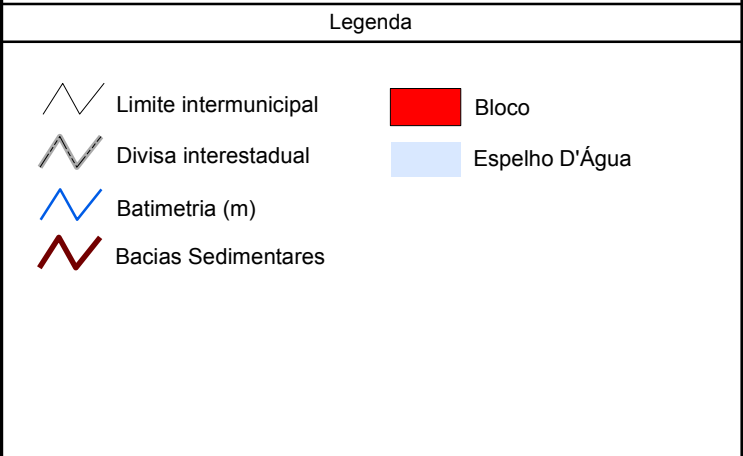 Legenda
Limite intermunicipal
Divisa interestadual
Batimetria (m)
Bacias Sedimentares
Bloco
Espelho D'Água